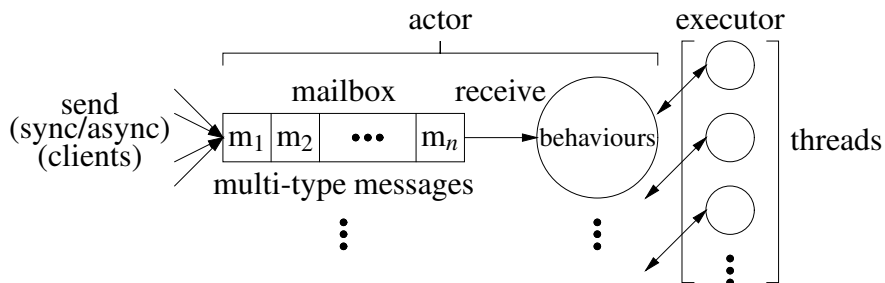 actor
executor
send
(sync/async)
(clients)
mailbox
receive
m1 m2 ••• mn
behaviours
threads
multi-type messages